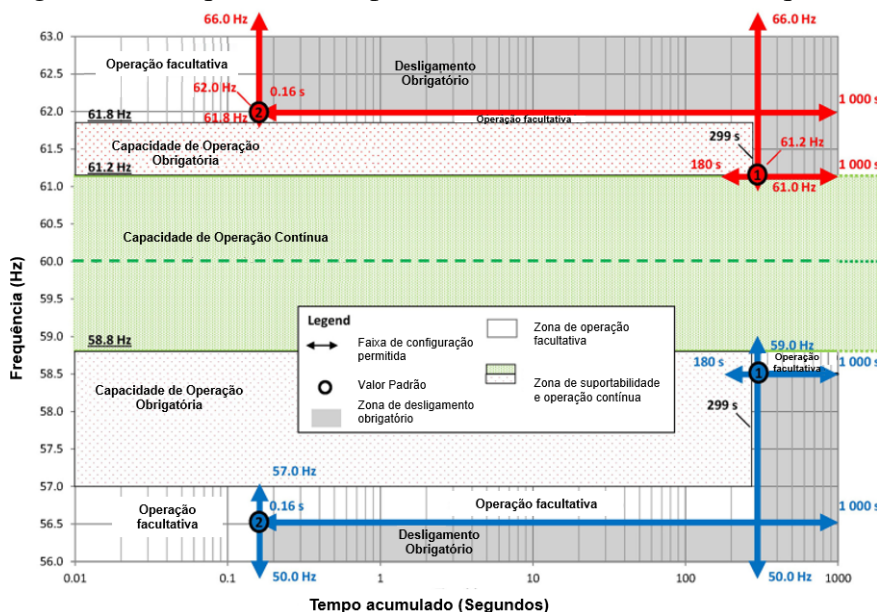 66.0 Hz
66.0 Hz
63.0
Operação facultativa
Desligamento
Obrigatório
62.5
62.0 Hz
0.16 s
2
1 000 s
62.0
61.8 Hz
61.8 Hz
Operação facultativa
299 s
61.2 Hz
Capacidade de Operação
Obrigatória
61.5
61.2 Hz
180 s
1 000 s
1
61.0 Hz
61.0
60.5
Capacidade de Operação Contínua
60.0
59.5
Legend
Faixa de configuração
permitida
Valor Padrão
Zona de desligamento
obrigatório
Zona de operação
facultativa
Zona de suportabilidade
e operação contínua
59.0
58.8 Hz
59.0 Hz
Operação
facultativa
180 s
1 000 s
1
58.5
Capacidade de Operação
Obrigatória
299 s
58.0
57.5
57.0 Hz
57.0
Operação
facultativa
0.16 s
Operação facultativa
2
1 000 s
56.5
Desligamento
Obrigatório
50.0 Hz
50.0 Hz
56.0
0.01
0.1
1
10
100
1000
Frequência (Hz)
Tempo acumulado (Segundos)